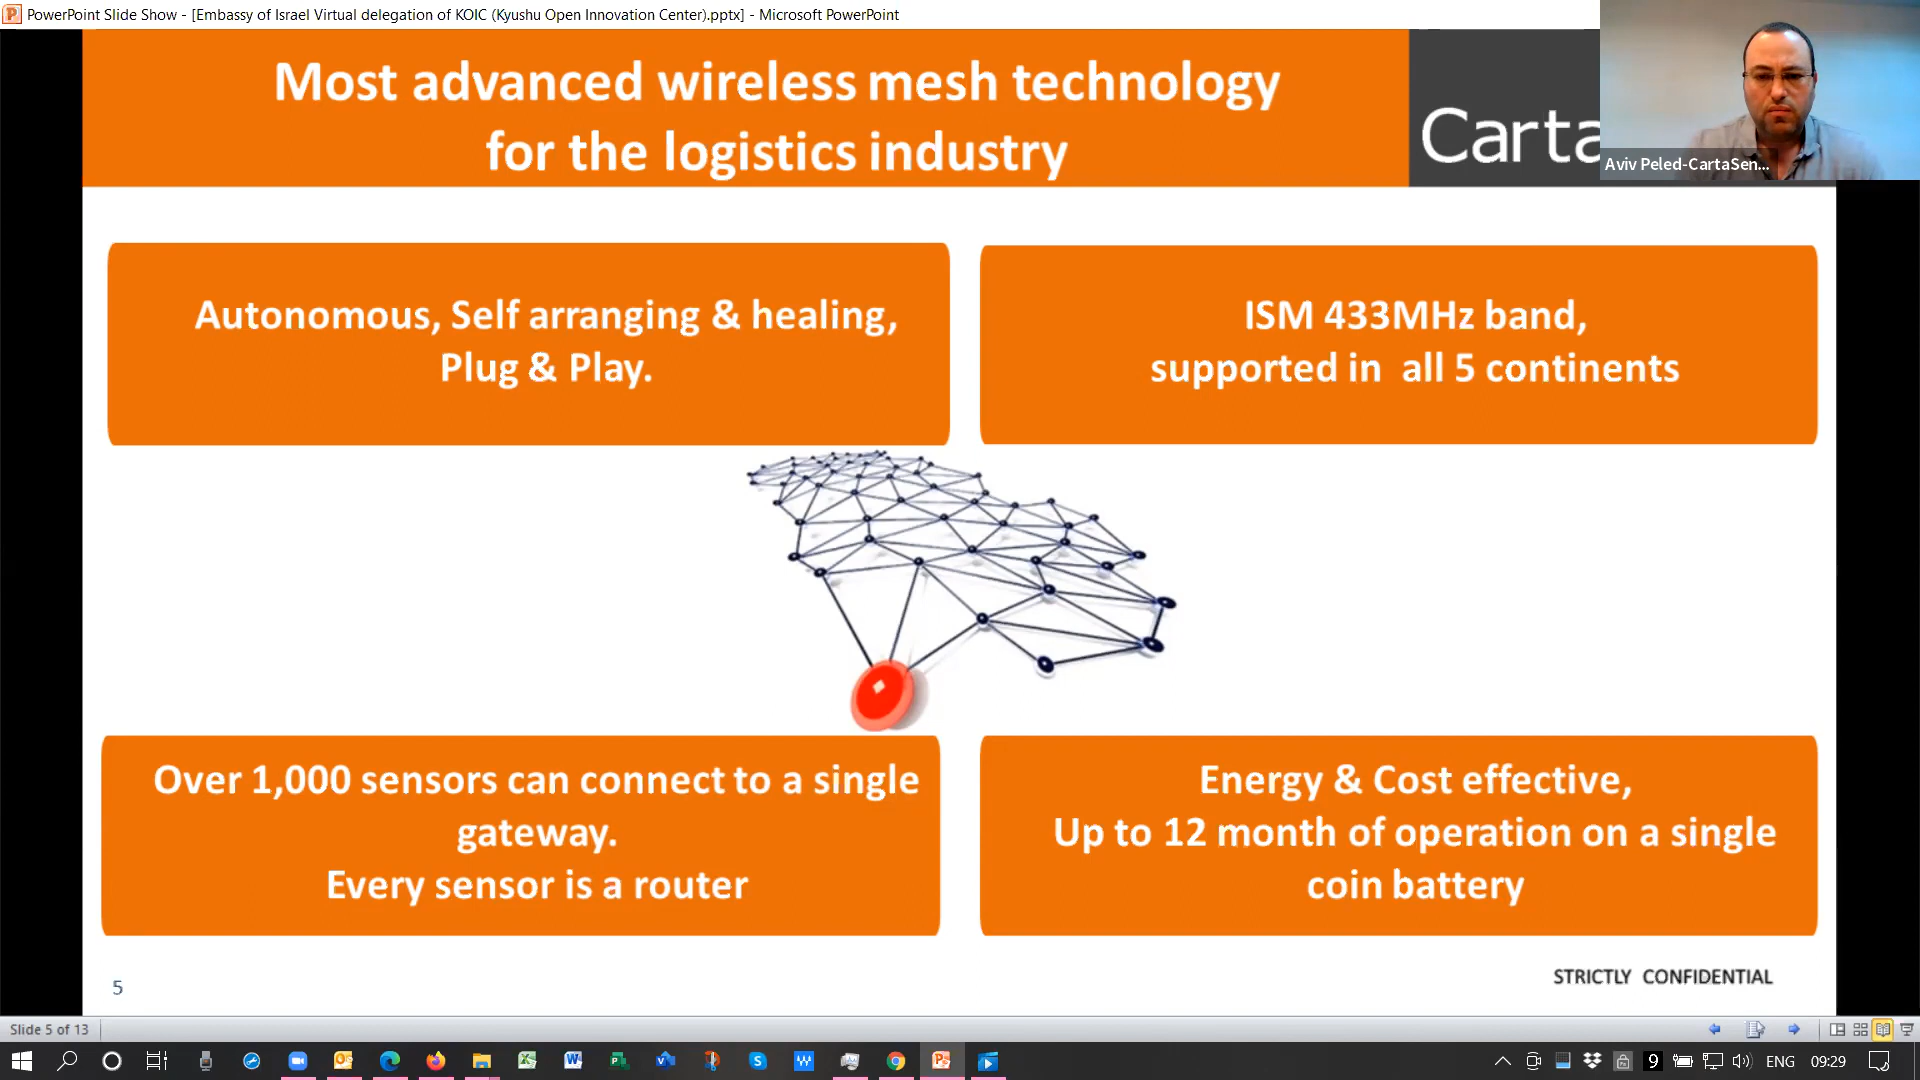 PowerPoint Slide Show - [Embassy of Israel Virtual delegation of KOIC (Kyushu Open Innovation Center).pptx] - Microsoft PowerPoint
Most advanced wireless mesh technology
for the logistics industry
Carta
Aviv Peled-CartaSen...
Autonomous, Self arranging & healing,
Plug & Play.
ISM 433MHz band,
supported in all 5 continents
Over 1,000 sensors can connect to a single
gateway.
Every sensor is a router
Energy & Cost effective,
Up to 12 month of operation on a single
coin battery
5
STRICTLY CONFIDENTIAL
Slide 5 of 13
9
ENG
09:29